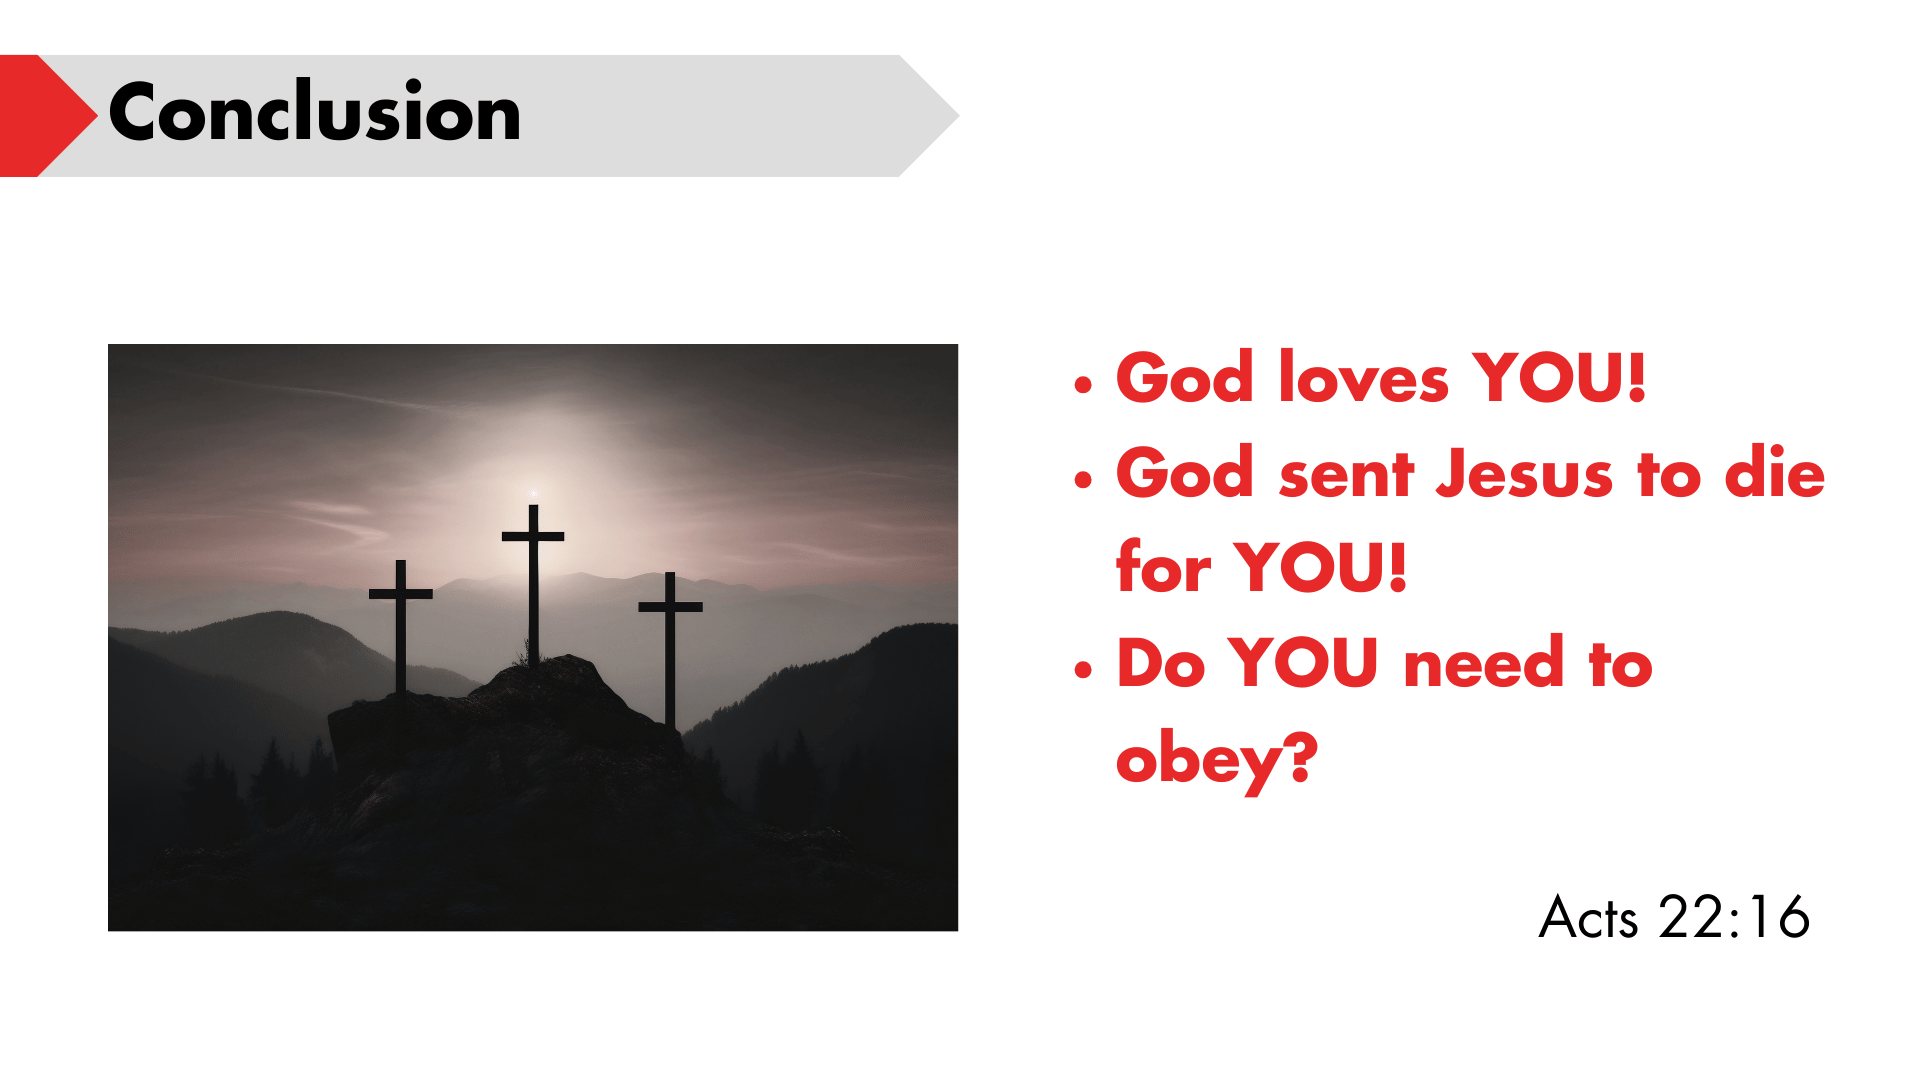 Conclusion
• God loves YOU!
• God sent Jesus to die
for YOU!
• Do YOU need to
obey?
Acts 22:16